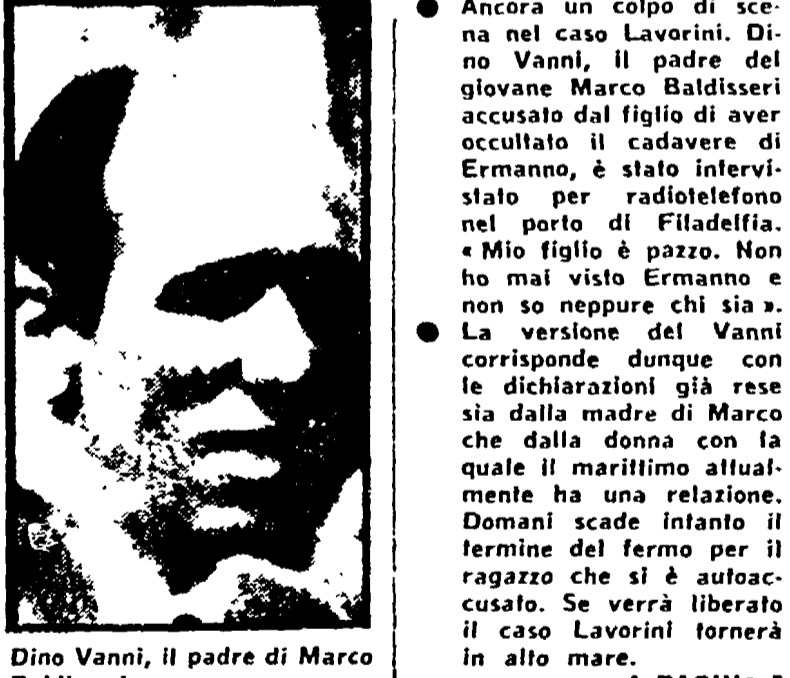 ● Ancora un colpo di sce-
na nel caso Lavorini. Di-
no Vanni, il padre del
giovane Marco Baldisseri
accusato dal figlio di aver
occultato il cadavere di
Ermanno, è stato intervi-
stato per radiotelefono
nel porto di Filadelfia.
« Mio figlio è pazzo. Non
ho mai visto Ermanno e
non so neppure chi sia ».
● La versione del Vanni
corrisponde dunque con
le dichiarazioni già rese
sia dalla madre di Marco
che dalla donna con la
quale il marittimo attual-
mente ha una relazione.
Domani scade intanto il
termine del fermo per il
ragazzo che si è autoac-
cusato. Se verrà liberato
il caso Lavorini tornerà
in alto mare.
Dino Vanni, il padre di Marco